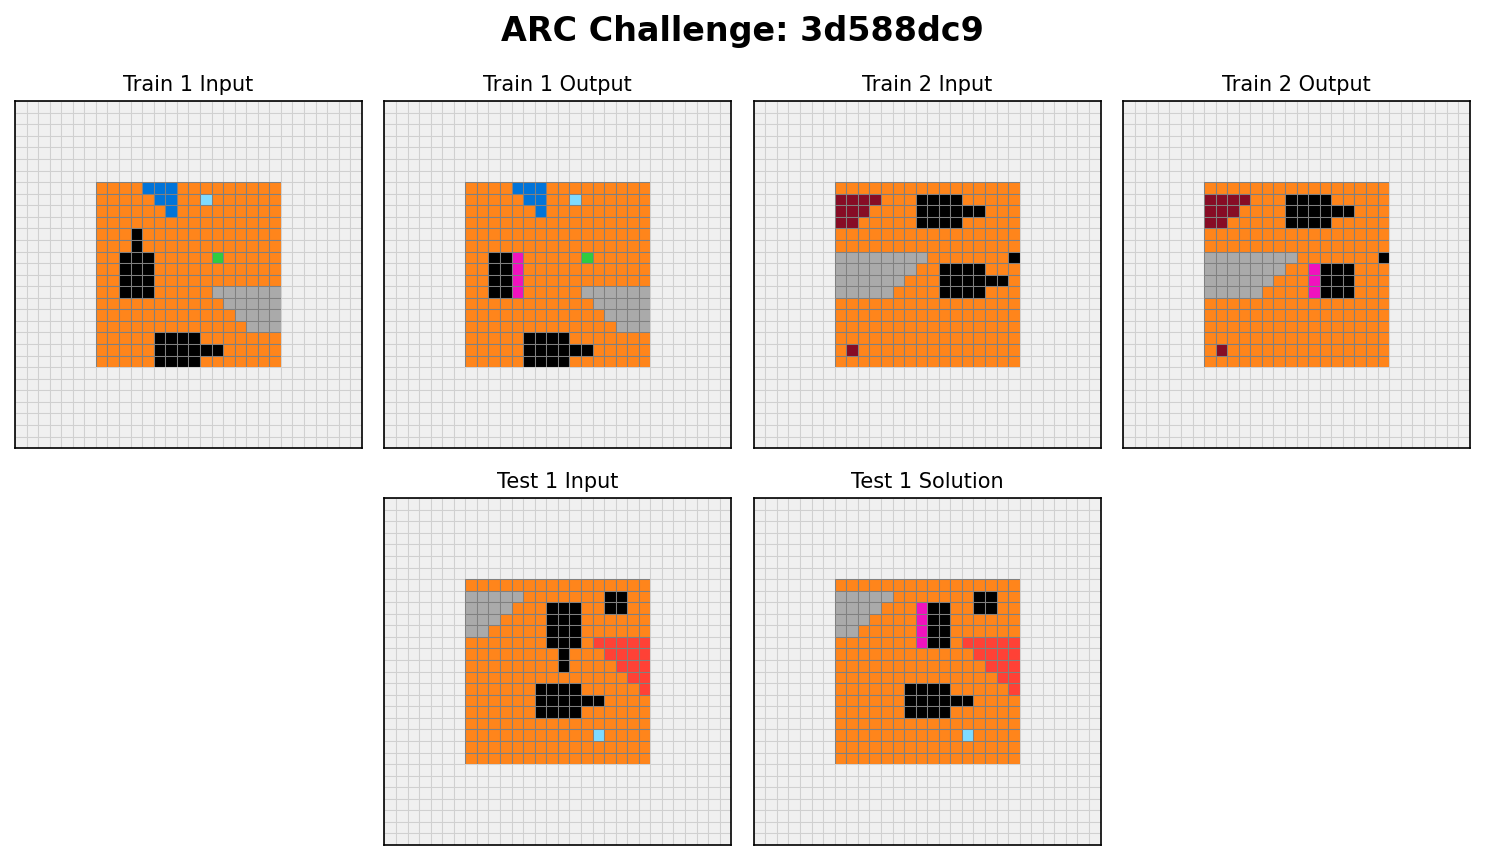 ARC Challenge: 3d588dc9
Train 1 Input
Train 1 Output
Train 2 Input
Train 2 Output
Test 1 Input
Test 1 Solution